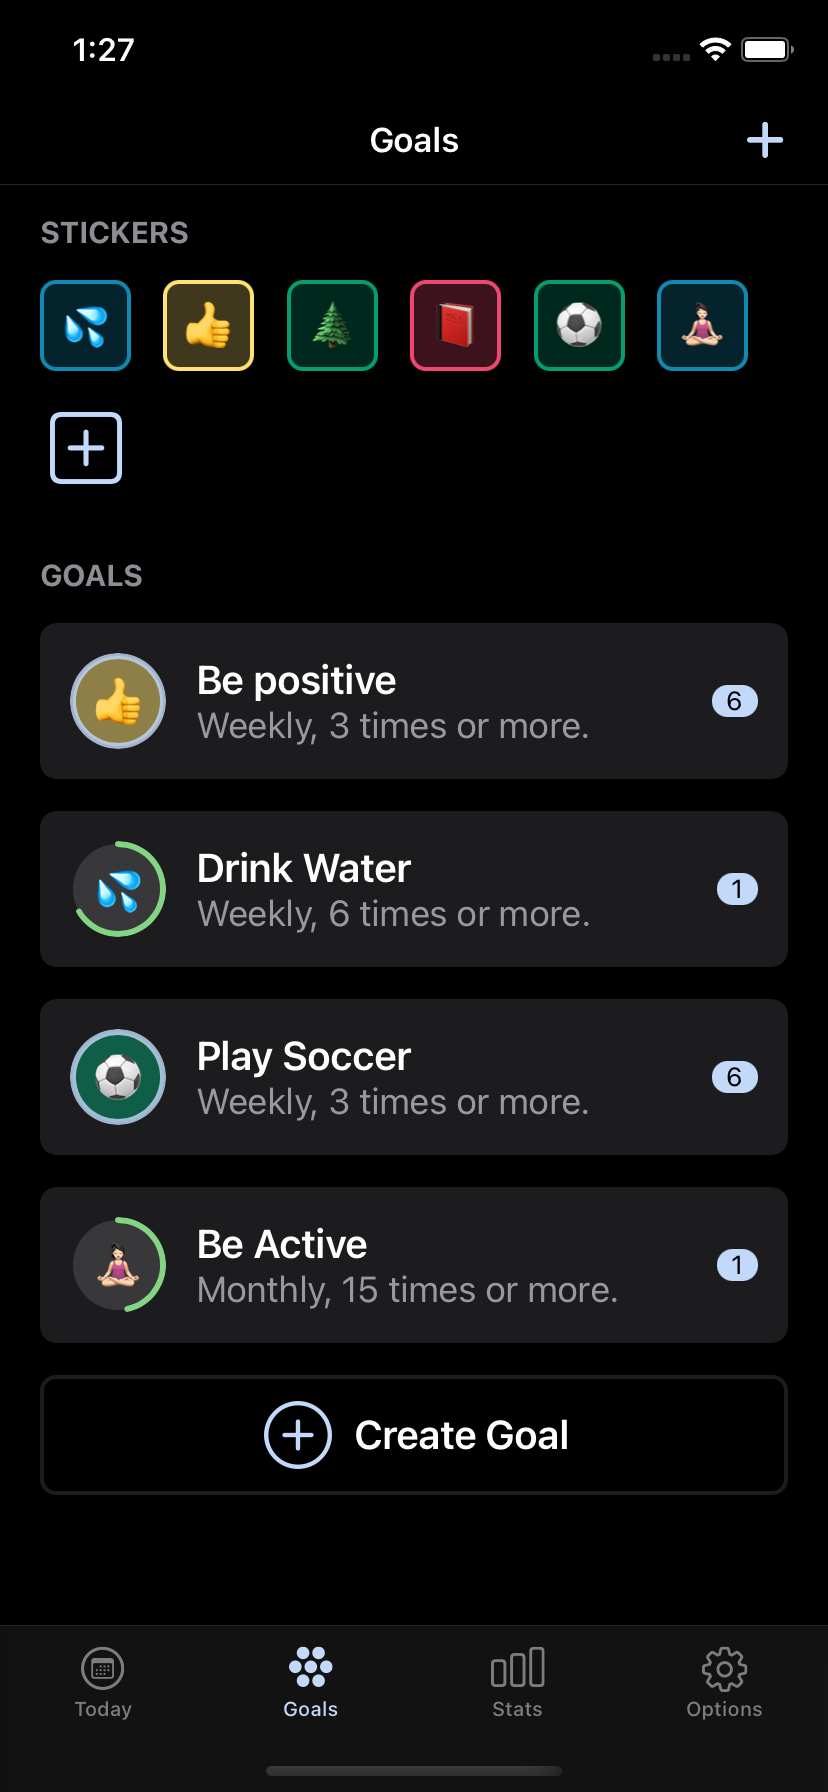 1:27
Goals
STICKERS
GOALS
Be positive
Weekly, 3 times or more.
6
Drink Water
Weekly, 6 times or more.
1
Play Soccer
Weekly, 3 times or more.
6
Be Active
Monthly, 15 times or more.
1
Create Goal
Today
Goals
Stats
Options